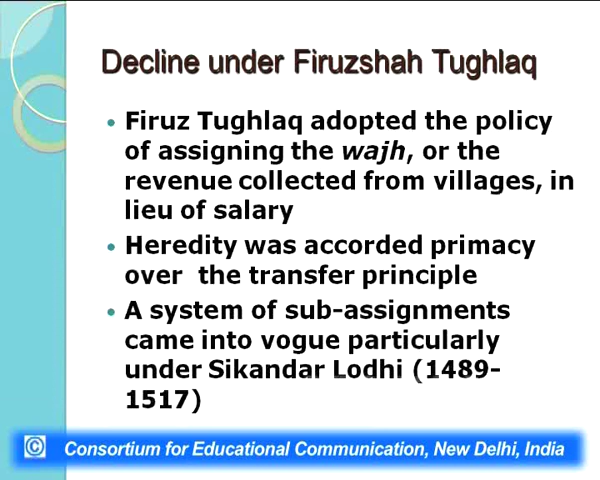 Decline under Firuzshah Tughlaq
• Firuz Tughlaq adopted the policy
of assigning the wajh, or the
revenue collected from villages, in
lieu of salary
• Heredity was accorded primacy
over the transfer principle
• A system of sub-assignments
came into vogue particularly
under Sikandar Lodhi (1489-
1517)
© Consortium for Educational Communication, New Delhi, India